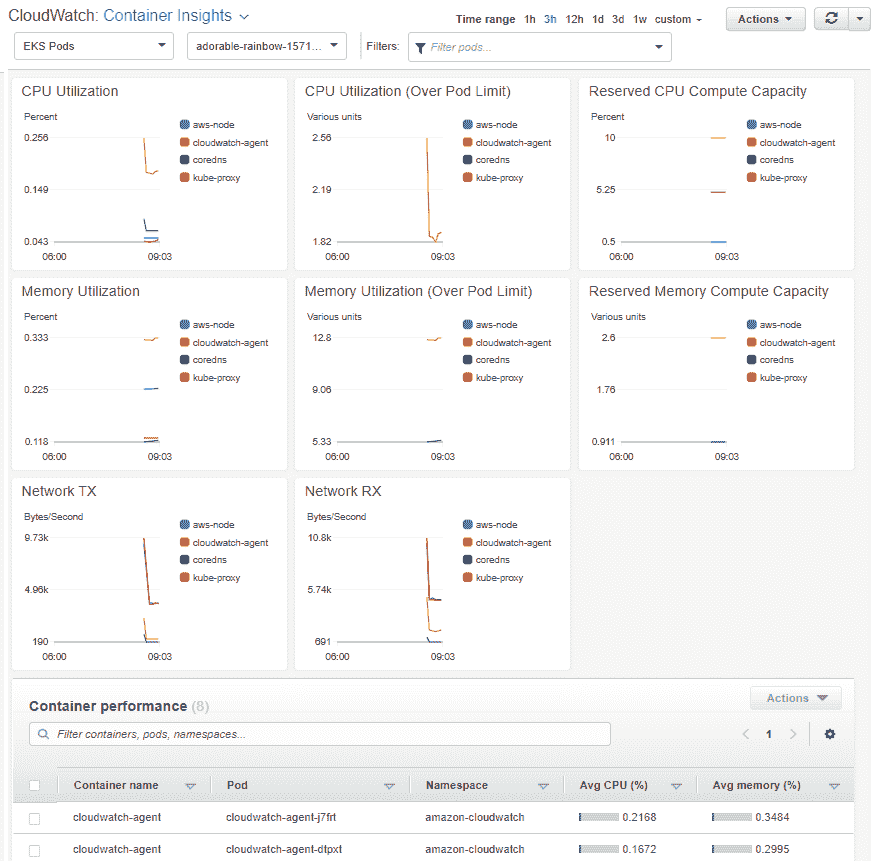 CloudWatch: Container Insights
Time range 1h 3h 12h 1d 3d 1w custom
Actions
EKS Pods
adorable-rainbow-1571...
Filters:
Filter pods...
CPU Utilization
Percent
0.256
0.149
0.043
06:00
09:03
aws-node
cloudwatch-agent
coredns
kube-proxy
CPU Utilization (Over Pod Limit)
Various units
2.56
2.19
1.82
06:00
09:03
aws-node
cloudwatch-agent
coredns
kube-proxy
Reserved CPU Compute Capacity
Percent
10
5.25
0.5
06:00
09:03
aws-node
cloudwatch-agent
coredns
kube-proxy
Memory Utilization
Percent
0.333
0.225
0.118
06:00
09:03
aws-node
cloudwatch-agent
coredns
kube-proxy
Memory Utilization (Over Pod Limit)
Various units
12.8
9.06
5.33
06:00
09:03
aws-node
cloudwatch-agent
coredns
kube-proxy
Reserved Memory Compute Capacity
Various units
2.6
1.76
0.911
06:00
09:03
aws-node
cloudwatch-agent
coredns
kube-proxy
Network TX
Bytes/Second
9.73k
4.96k
190
06:00
09:03
aws-node
cloudwatch-agent
coredns
kube-proxy
Network RX
Bytes/Second
10.8k
5.74k
691
06:00
09:03
aws-node
cloudwatch-agent
coredns
kube-proxy
Container performance (8)
Actions
Filter containers, pods, namespaces...
1
Container name Pod Namespace Avg CPU (%) Avg memory (%)
cloudwatch-agent cloudwatch-agent-j7frt amazon-cloudwatch 0.2168 0.3484
cloudwatch-agent cloudwatch-agent-dtpxt amazon-cloudwatch 0.1672 0.2995